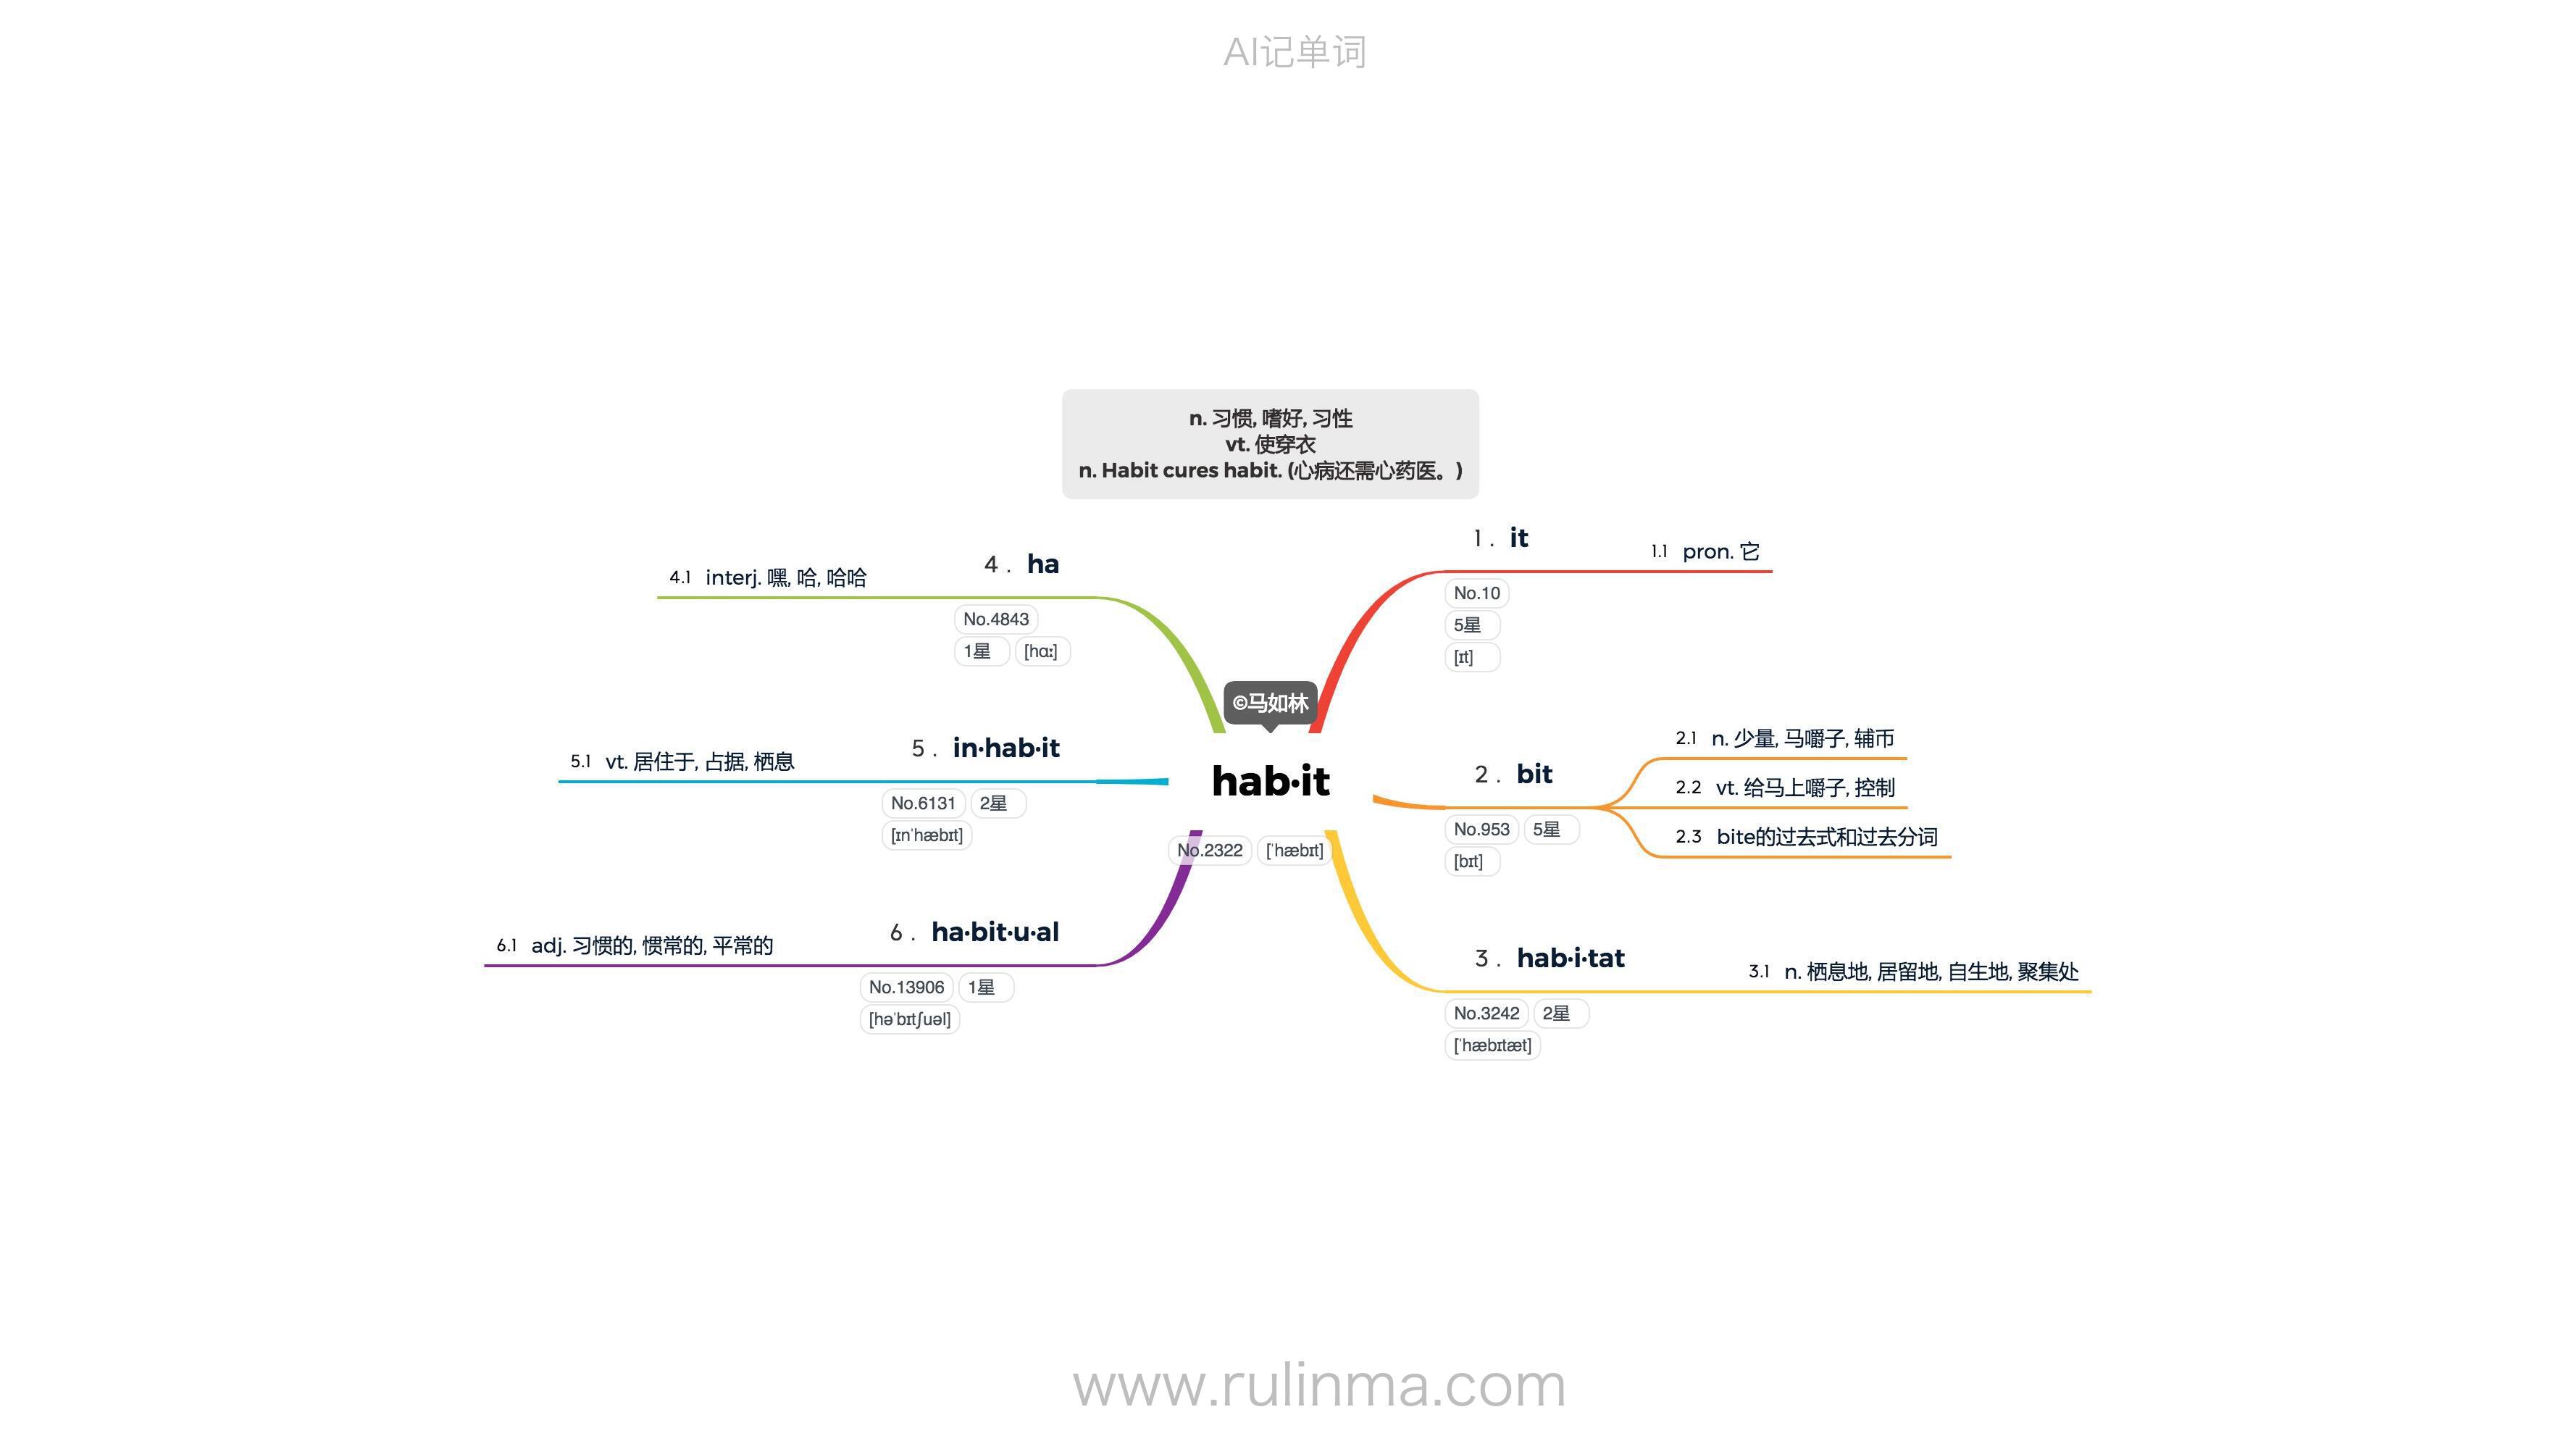 AI记单词
n. 习惯, 嗜好, 习性
vt. 使穿衣
n. Habit cures habit. (心病还需心药医。)
©马如林
hab·it
No.2322 [ˈhæbɪt]
1 . it
No.10
5星
[ɪt]
1.1 pron. 它
2 . bit
No.953 5星
[bɪt]
2.1 n. 少量, 马嚼子, 辅币
2.2 vt. 给马上嚼子, 控制
2.3 bite的过去式和过去分词
3 . hab·i·tat
No.3242 2星
[ˈhæbɪtæt]
3.1 n. 栖息地, 居留地, 自生地, 聚集处
4 . ha
No.4843
1星 [hɑː]
4.1 interj. 嘿, 哈, 哈哈
5 . in·hab·it
No.6131 2星
[ɪnˈhæbɪt]
5.1 vt. 居住于, 占据, 栖息
6 . ha·bit·u·al
No.13906 1星
[həˈbɪtʃuəl]
6.1 adj. 习惯的, 惯常的, 平常的
www.rulinma.com